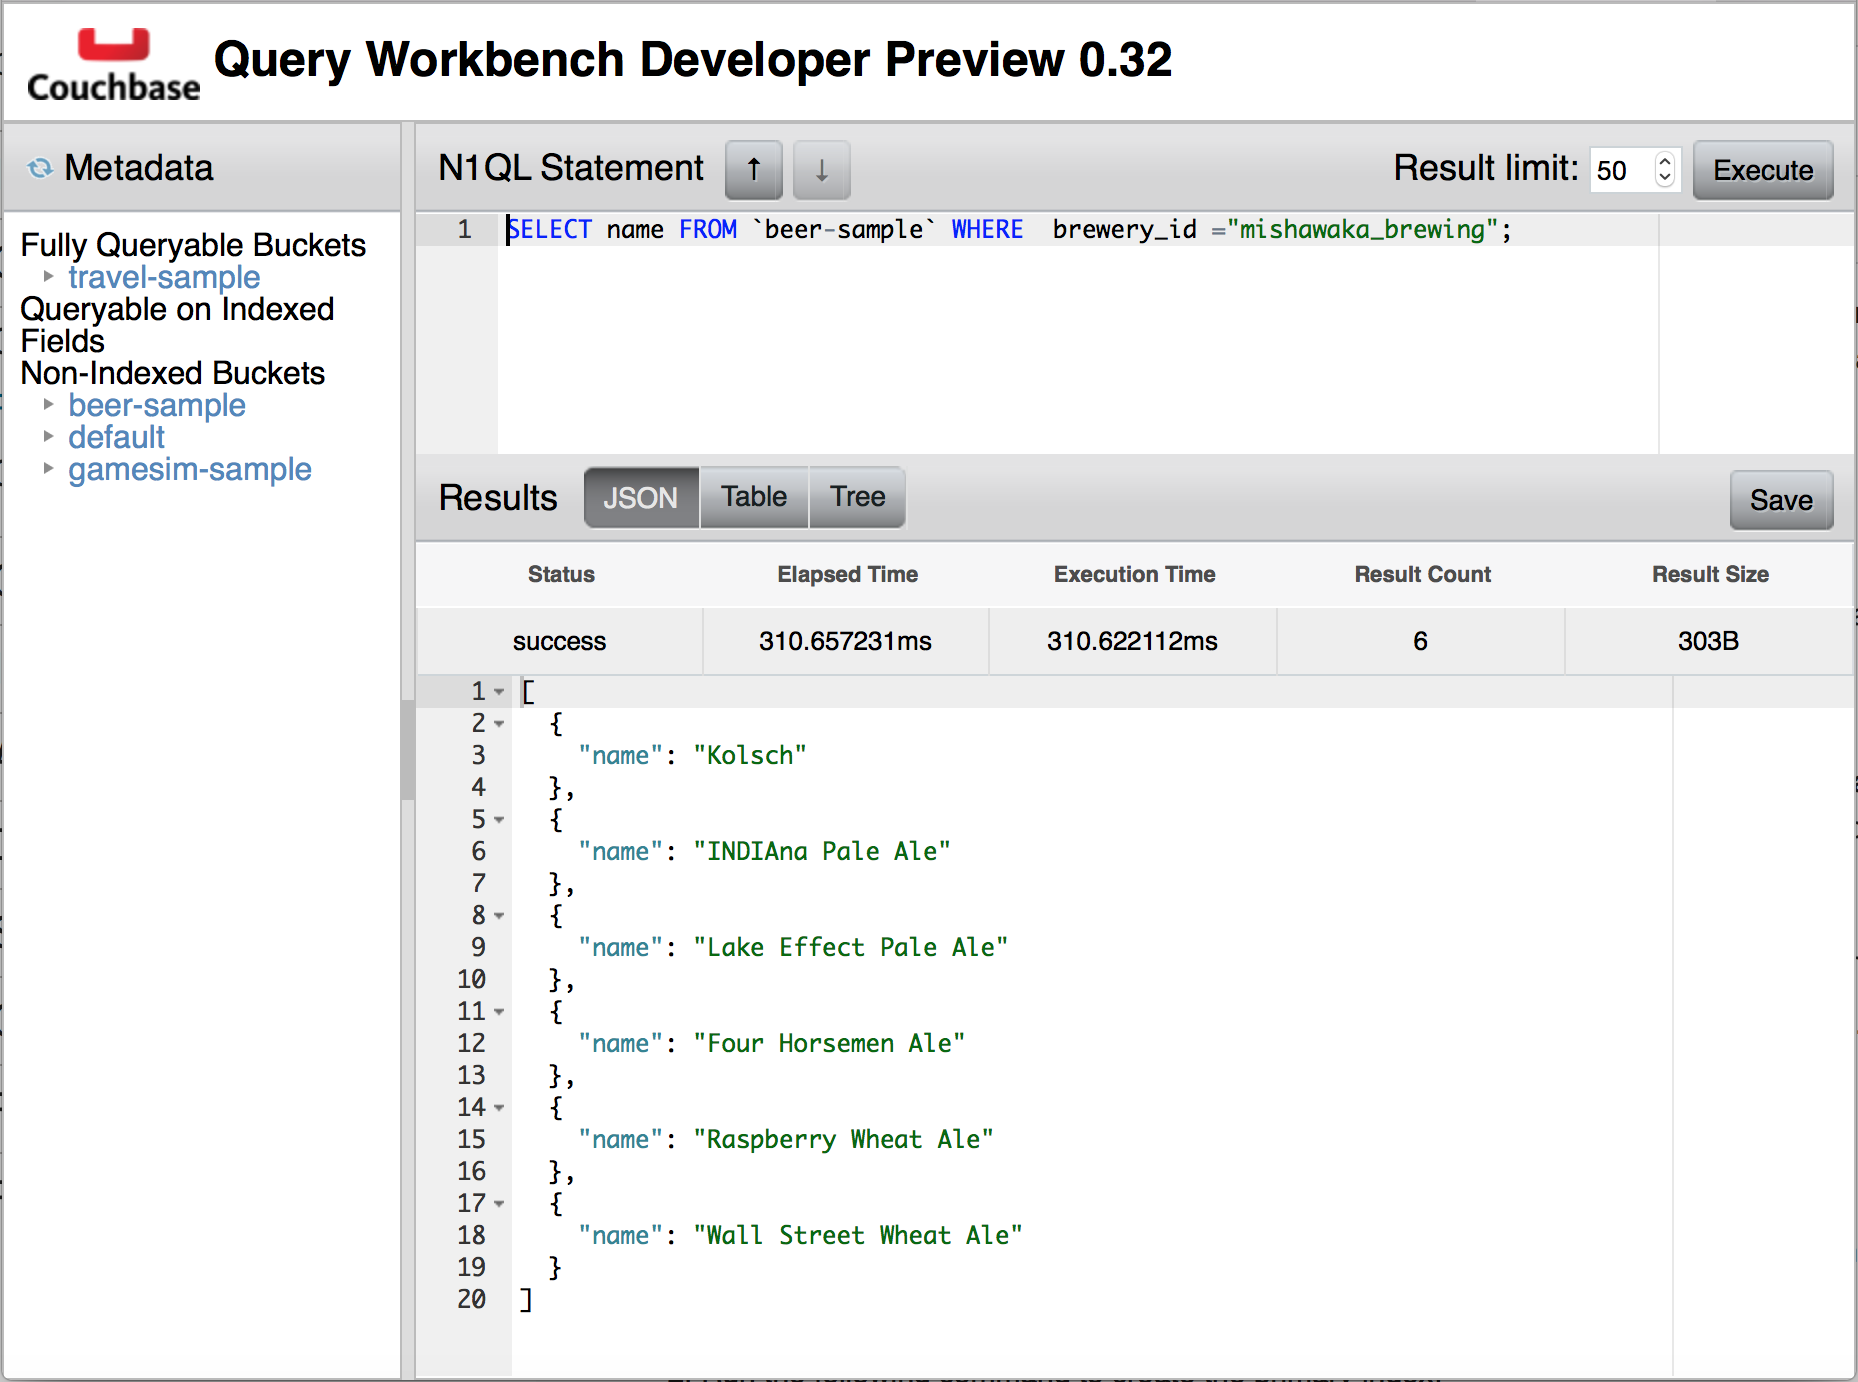 Couchbase
Query Workbench Developer Preview 0.32
Metadata
Fully Queryable Buckets
travel-sample
Queryable on Indexed
Fields
Non-Indexed Buckets
beer-sample
default
gamesim-sample
N1QL Statement ↑ ↓ Result limit: 50 Execute
1 SELECT name FROM `beer-sample` WHERE  brewery_id ="mishawaka_brewing";
Results JSON Table Tree Save
Status Elapsed Time Execution Time Result Count Result Size
success 310.657231ms 310.622112ms 6 303B
1 [
2   {
3     "name": "Kolsch"
4   },
5   {
6     "name": "INDIAna Pale Ale"
7   },
8   {
9     "name": "Lake Effect Pale Ale"
10   },
11   {
12     "name": "Four Horsemen Ale"
13   },
14   {
15     "name": "Raspberry Wheat Ale"
16   },
17   {
18     "name": "Wall Street Wheat Ale"
19   }
20 ]